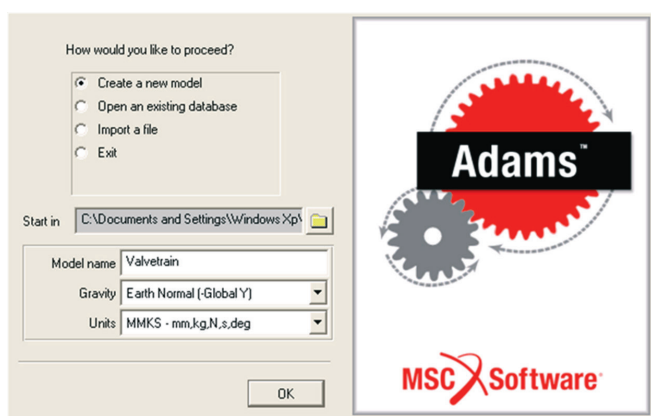 How would you like to proceed?
Create a new model
Open an existing database
Import a file
Exit
Start in C:\Documents and Settings\Windows Xp\
Model name Valvetrain
Gravity Earth Normal (-Global Y)
Units MMKS - mm,kg,N,s,deg
OK
Adams™
MSC Software